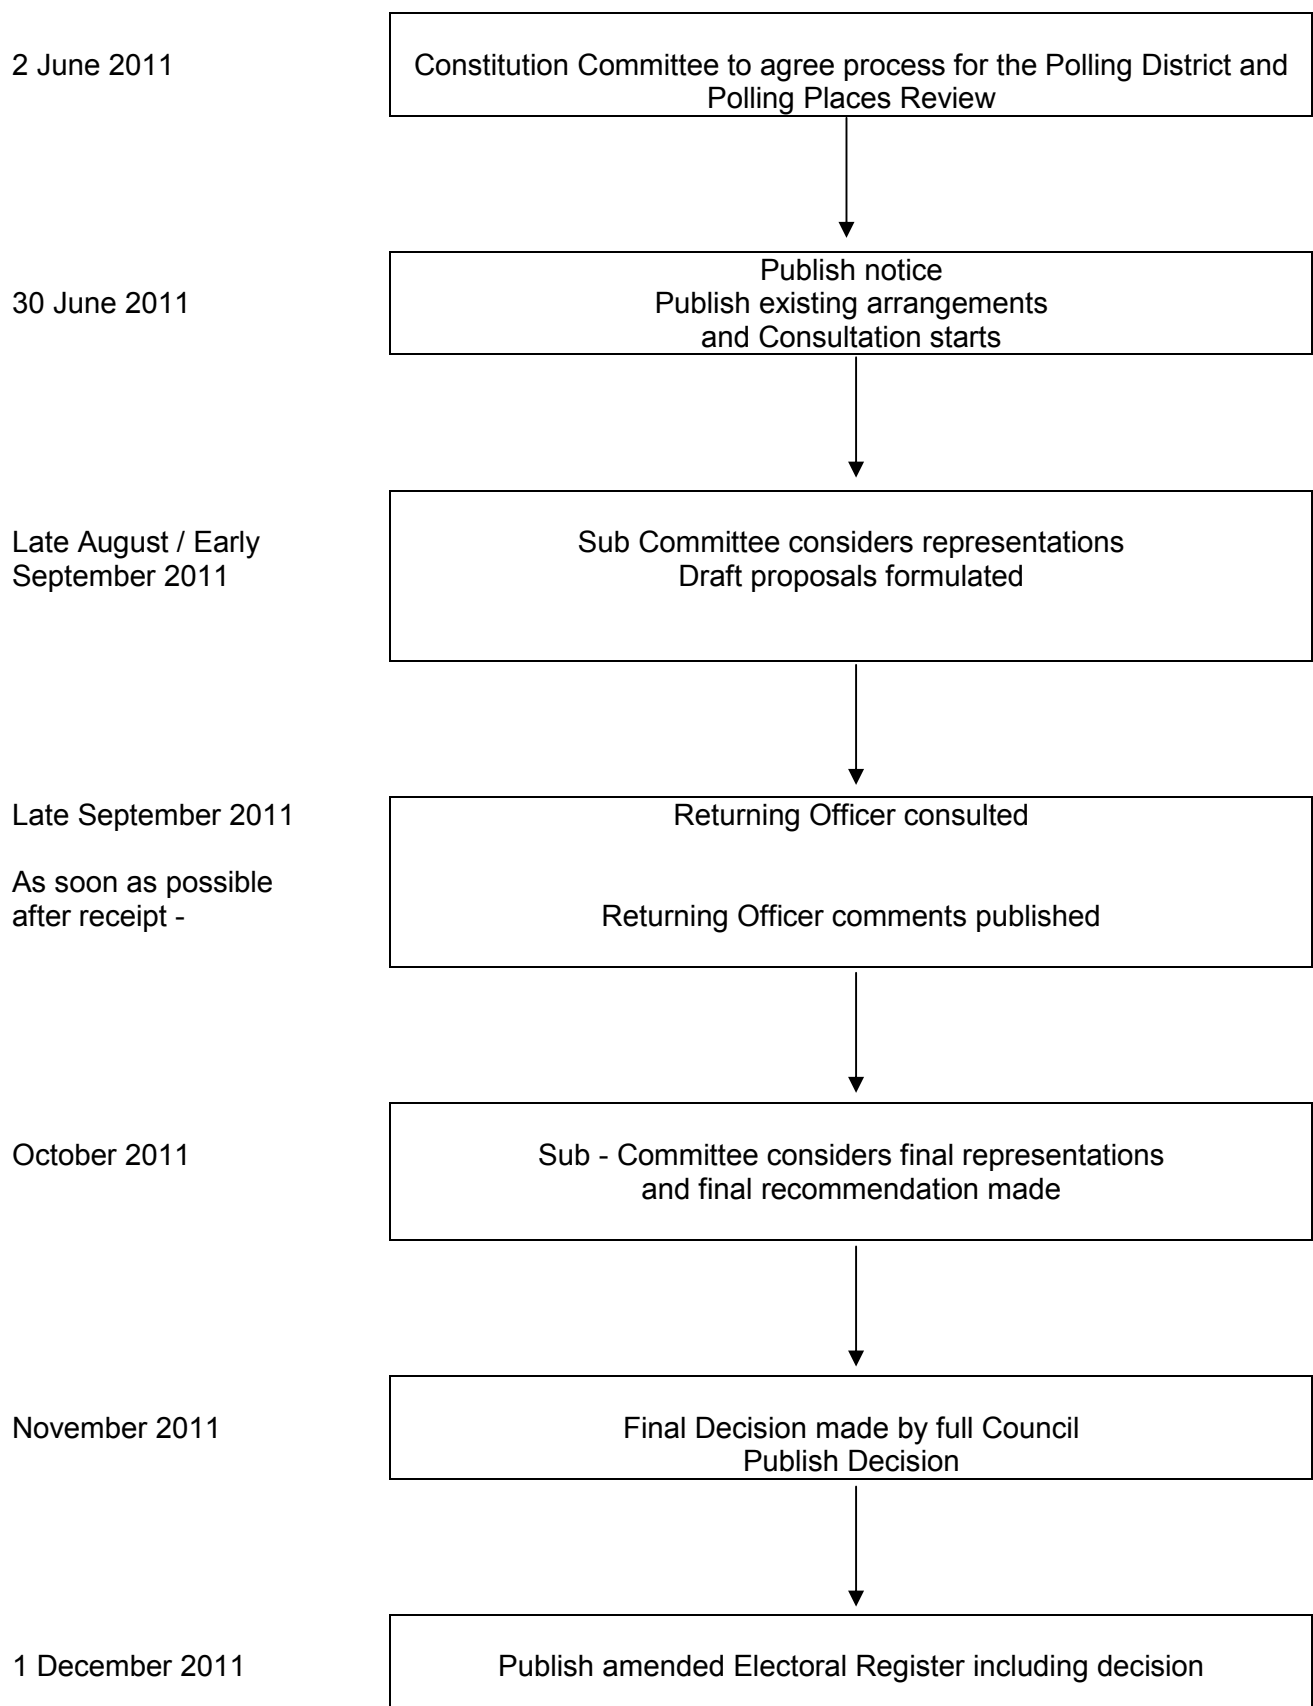 2 June 2011
Constitution Committee to agree process for the Polling District and
Polling Places Review
30 June 2011
Publish notice
Publish existing arrangements
and Consultation starts
Late August / Early
September 2011
Sub Committee considers representations
Draft proposals formulated
Late September 2011
Returning Officer consulted
As soon as possible
after receipt -
Returning Officer comments published
October 2011
Sub - Committee considers final representations
and final recommendation made
November 2011
Final Decision made by full Council
Publish Decision
1 December 2011
Publish amended Electoral Register including decision